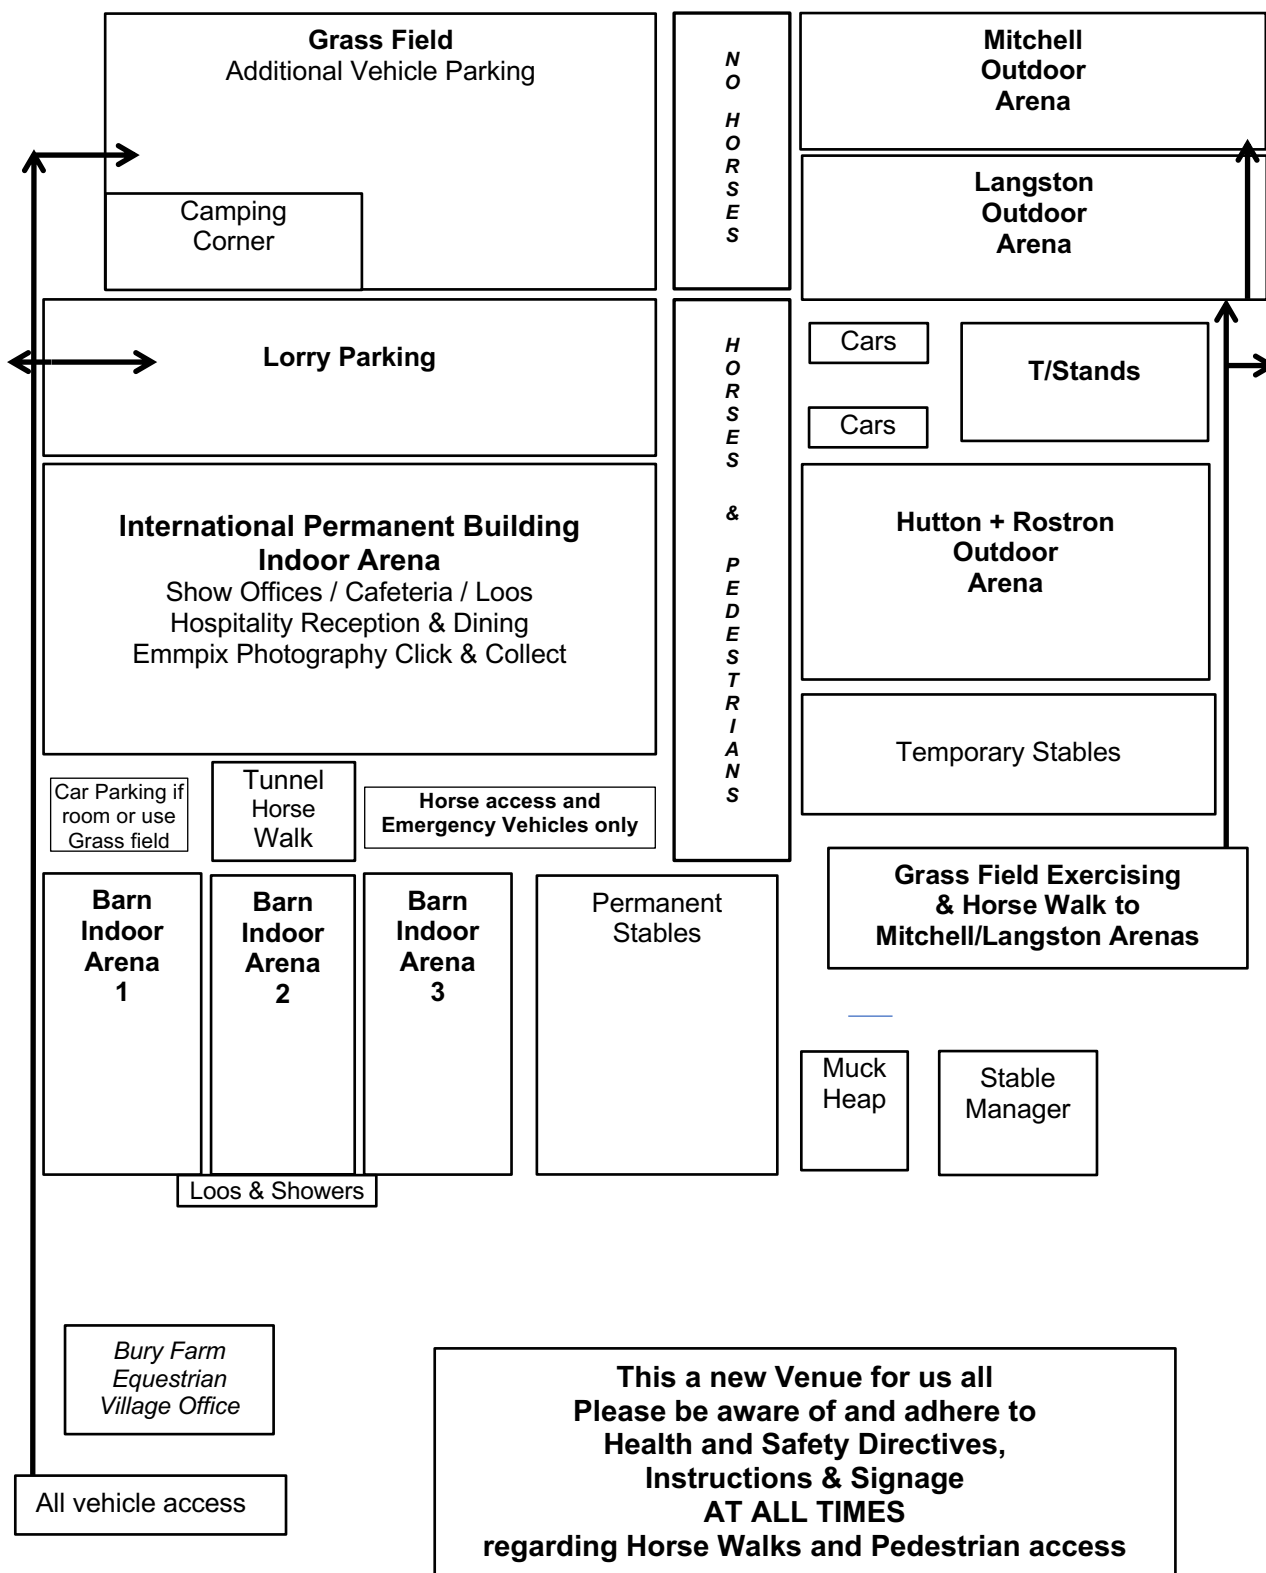 Grass Field
Additional Vehicle Parking
Camping
Corner
NO HORSES
Mitchell
Outdoor
Arena
Langston
Outdoor
Arena
Lorry Parking
HORSES & PEDESTRIANS
Cars
Cars
T/Stands
International Permanent Building
Indoor Arena
Show Offices / Cafeteria / Loos
Hospitality Reception & Dining
Emmpix Photography Click & Collect
Hutton + Rostron
Outdoor
Arena
Temporary Stables
Car Parking if
room or use
Grass field
Tunnel
Horse
Walk
Horse access and
Emergency Vehicles only
Grass Field Exercising
& Horse Walk to
Mitchell/Langston Arenas
Barn
Indoor
Arena
1
Barn
Indoor
Arena
2
Barn
Indoor
Arena
3
Permanent
Stables
Muck
Heap
Stable
Manager
Loos & Showers
Bury Farm
Equestrian
Village Office
All vehicle access
This a new Venue for us all
Please be aware of and adhere to
Health and Safety Directives,
Instructions & Signage
AT ALL TIMES
regarding Horse Walks and Pedestrian access